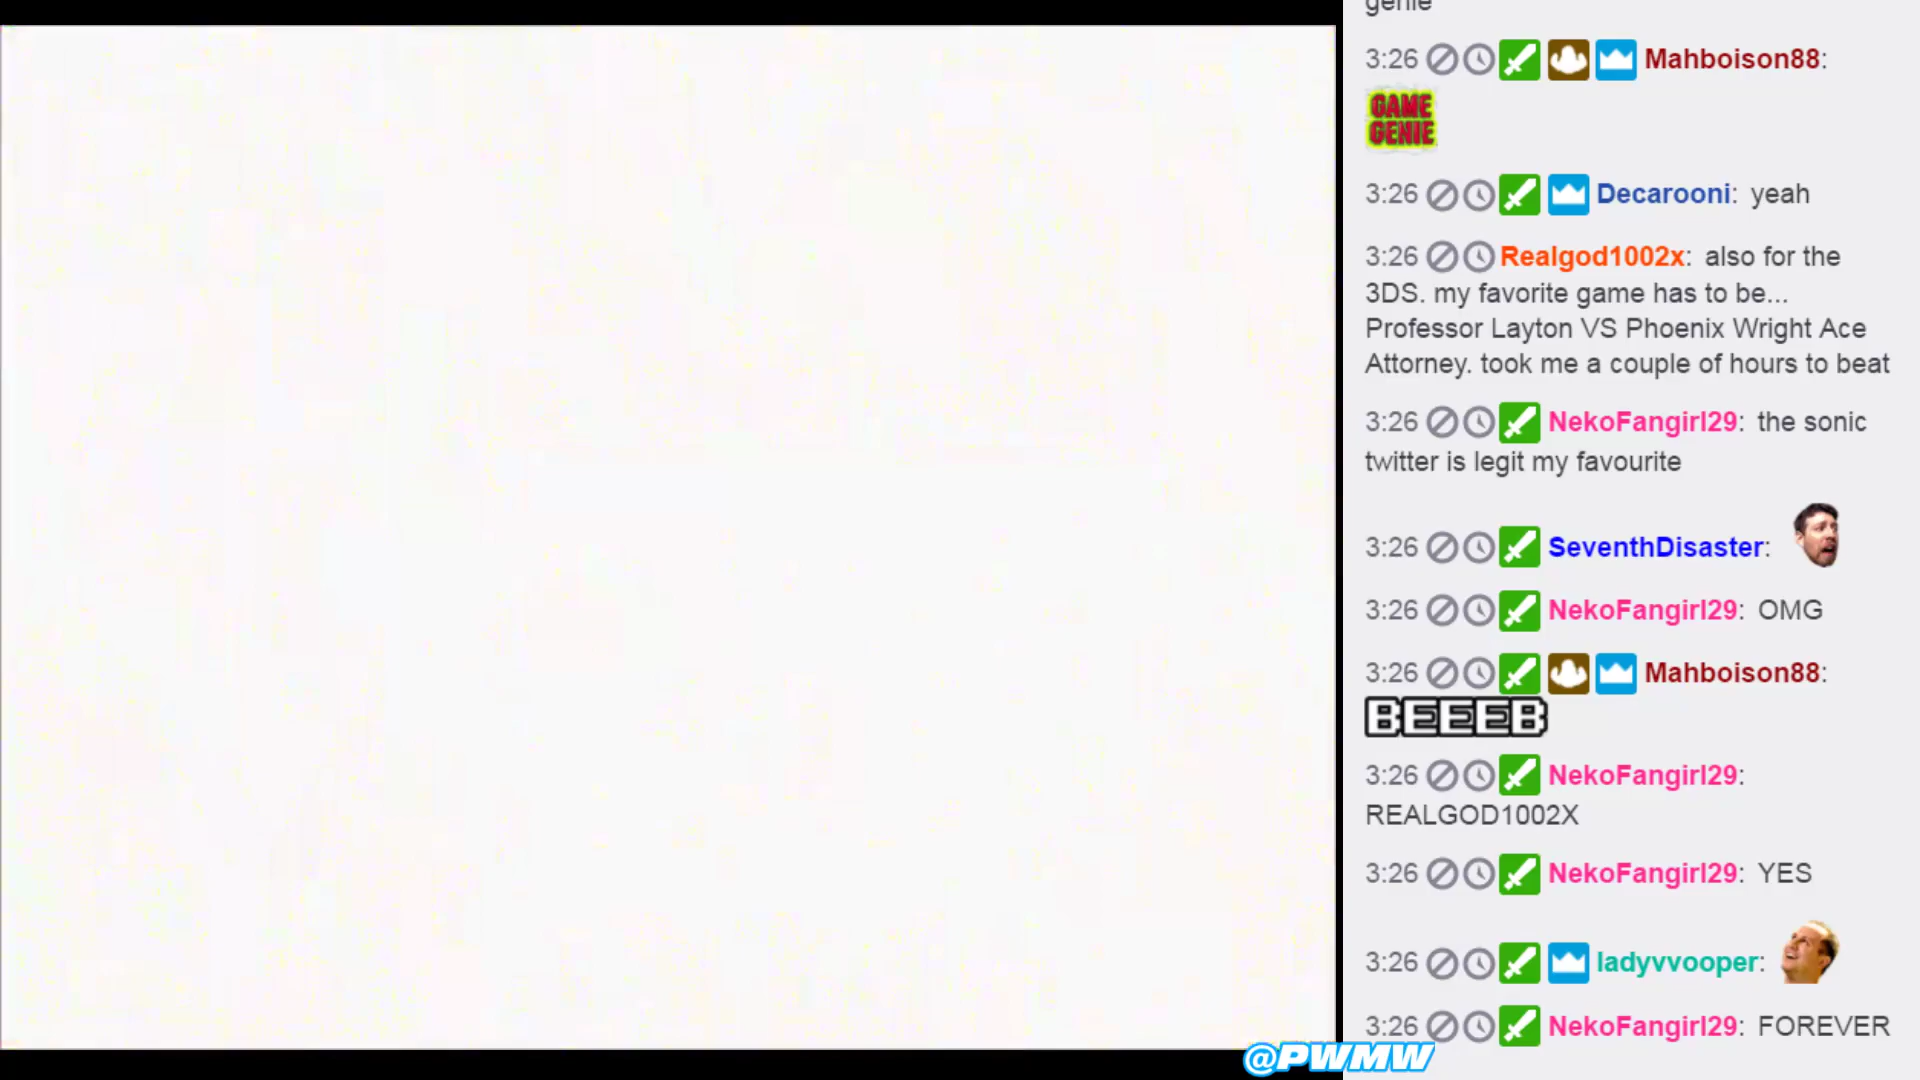 genie
3:26 Mahboison88:
GAME
GENIE
3:26 Decarooni: yeah
3:26 Realgod1002x: also for the
3DS. my favorite game has to be...
Professor Layton VS Phoenix Wright Ace
Attorney. took me a couple of hours to beat
3:26 NekoFangirl29: the sonic
twitter is legit my favourite
3:26 SeventhDisaster:
3:26 NekoFangirl29: OMG
3:26 Mahboison88:
BEEEB
3:26 NekoFangirl29:
REALGOD1002X
3:26 NekoFangirl29: YES
3:26 ladyvvooper:
3:26 NekoFangirl29: FOREVER
@PWMW